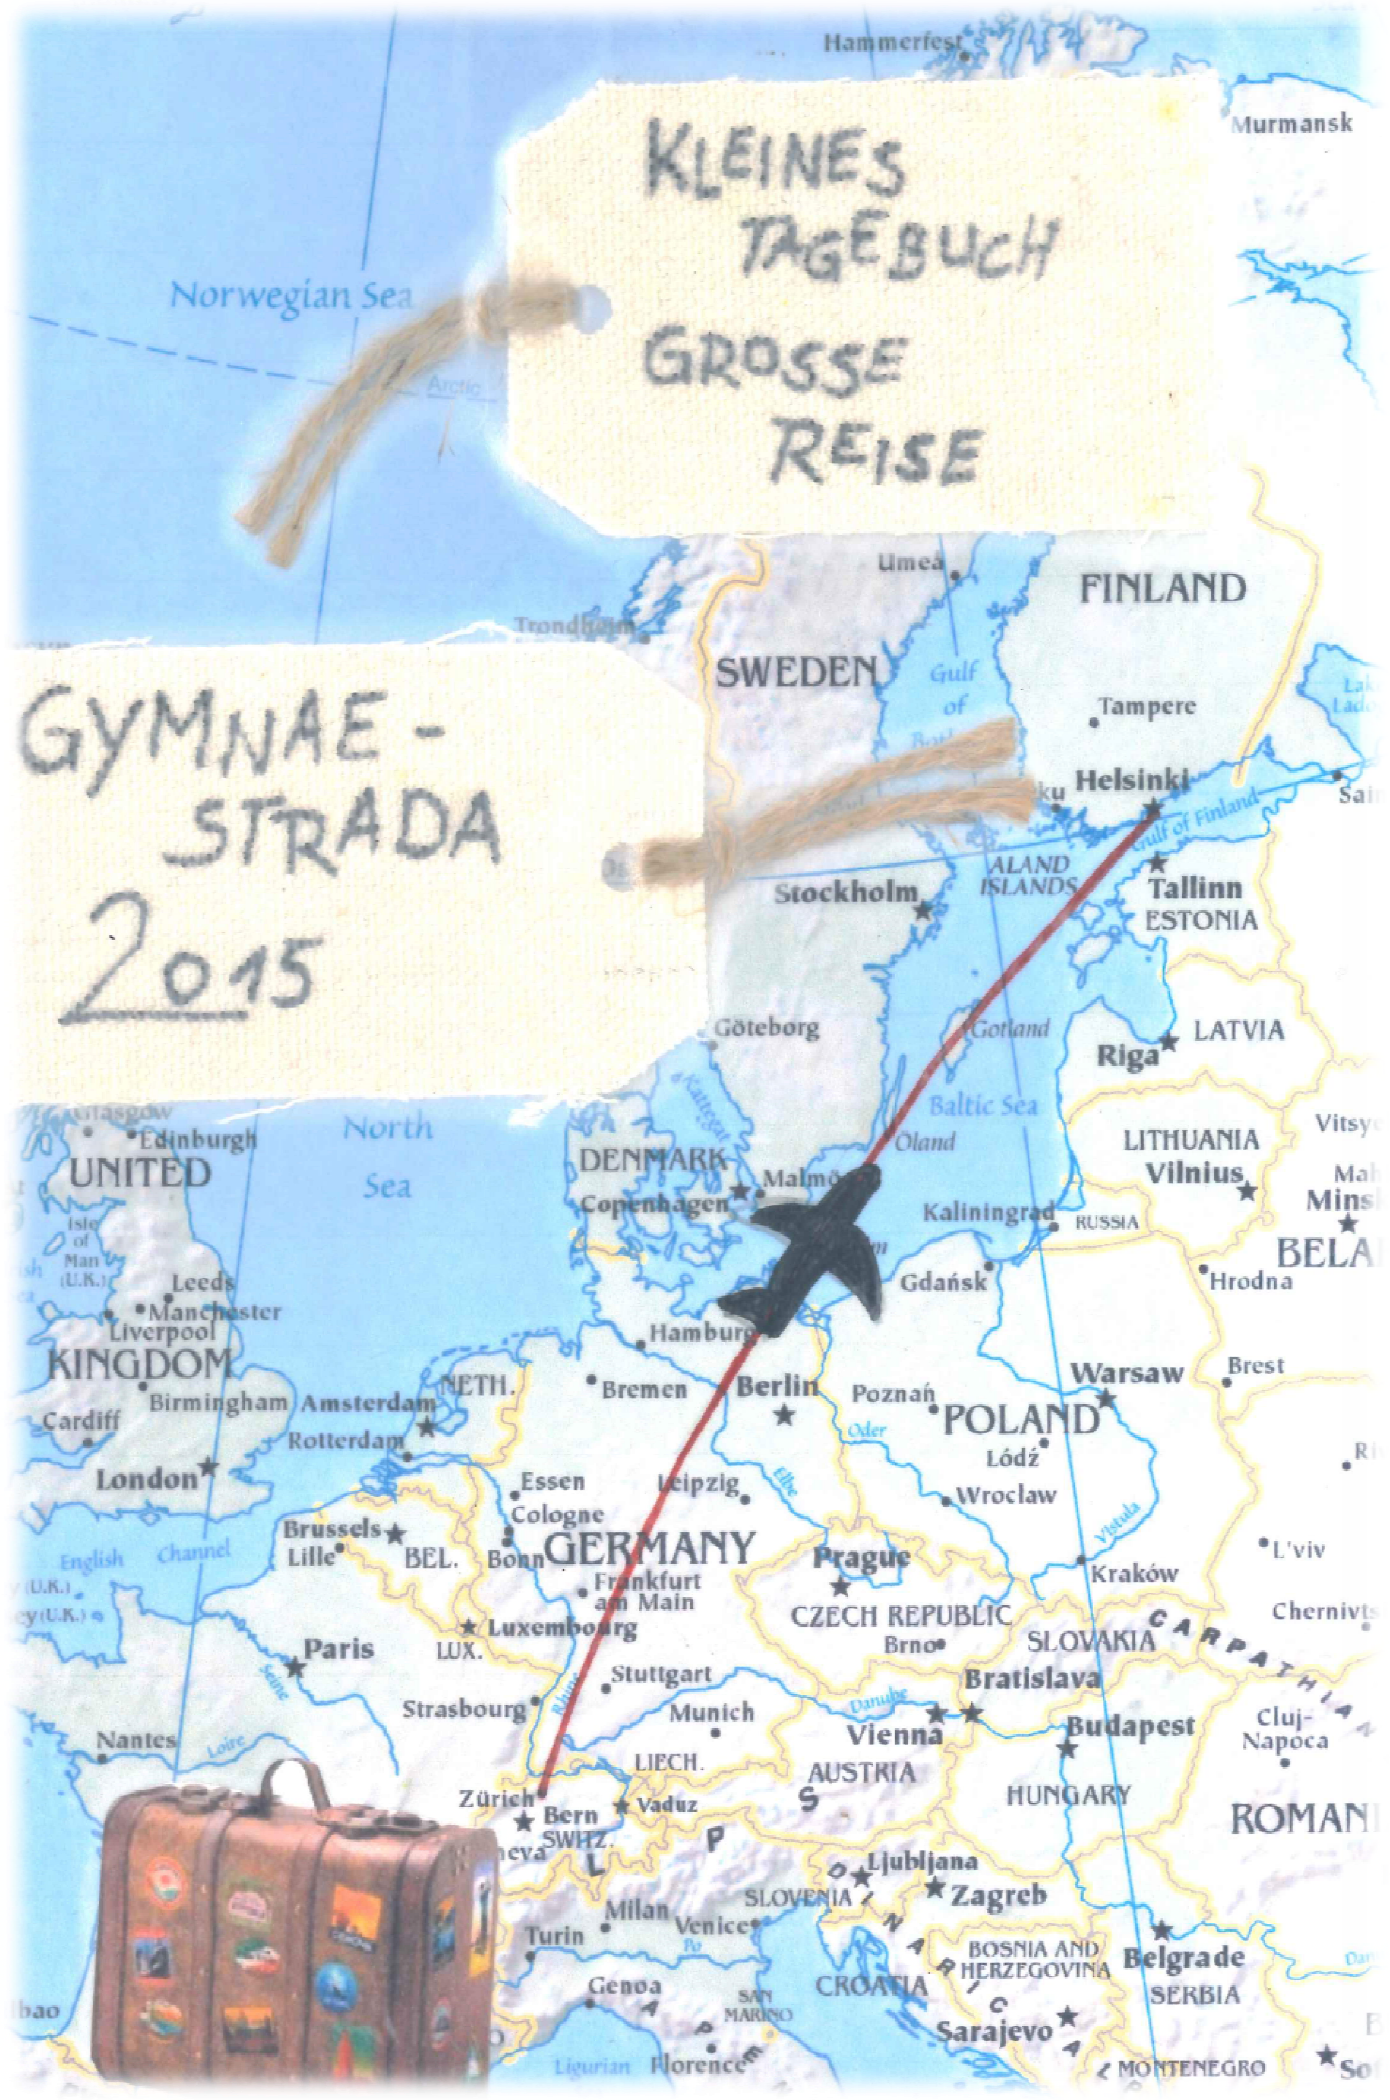 Hammerfest
Murmansk
KLEINES
TAGEBUCH
GROSSE
REISE
Norwegian Sea
Arctic
Umeå
FINLAND
Trondheim
SWEDEN
Gulf
of
Tampere
GYMNAE-
STRADA
2015
Helsinki
Gulf of Finland
ALAND
ISLANDS
Stockholm
Tallinn
ESTONIA
Göteborg
Gotland
LATVIA
Riga
Kattegat
Baltic Sea
Glasgow
Edinburgh
North
Sea
UNITED
KINGDOM
DENMARK
Copenhagen
Malmö
Öland
LITHUANIA
Vilnius
Kaliningrad
RUSSIA
Isle
of
Man
(U.K.)
Leeds
Manchester
Liverpool
Gdańsk
Hrodna
Hamburg
Birmingham
Amsterdam
NETH.
Bremen
Berlin
Poznań
Warsaw
Brest
Cardiff
Rotterdam
Oder
POLAND
Łódź
London
Essen
Leipzig
Elbe
Wroclaw
Cologne
Vistula
Brussels
Lille
BEL.
Bonn
GERMANY
Prague
L'viv
English Channel
Frankfurt
am Main
Kraków
(U.K.)
(U.K.)
CZECH REPUBLIC
Brno
SLOVAKIA
CARPATHIAN
Luxembourg
LUX.
Paris
Seine
Stuttgart
Bratislava
Strasbourg
Rhine
Munich
Danube
Vienna
Budapest
Cluj-
Napoca
Nantes
Loire
LIECH.
AUSTRIA
HUNGARY
Zürich
Bern
Vaduz
SWITZ.
L P S
Ljubljana
SLOVENIA
Zagreb
Milan
Venice
Turin
Po
DINARIC AL
BOSNIA AND
HERZEGOVINA
Belgrade
SERBIA
Genoa
SAN
MARINO
CROATIA
Sarajevo
Ligurian
Florence
MONTENEGRO